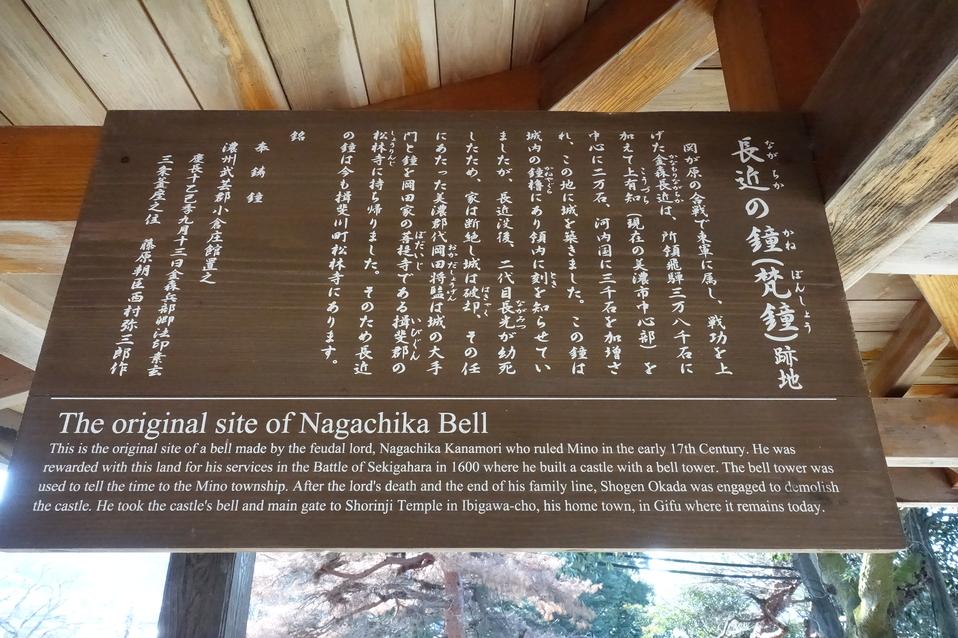 長近の鐘(梵鐘)跡地
関が原の合戦で東軍に属し、戦功を上
げた金森長近は、所領飛騨三万八千石に
加えて上有知(現在の美濃市中心部)を
中心に二万石、河内国に三千石を加増さ
れ、この地に城を築きました。この鐘は
城内の鐘櫓にあり領内に刻を知らせてい
ましたが、長近没後、二代目長光が幼死
したため、家は断絶し城は破却、その任
にあたった美濃郡代岡田将監は城の大手
門と鐘を岡田家の菩提寺である揖斐郡の
松林寺に持ち帰りました。そのため長近
の鐘は今も揖斐川町松林寺にあります。
銘
奉鋳鐘
濃州武芸郡小倉庄館置之
慶長十乙巳季九月十三日金森兵部卿法印素玄
三条釜座之住 藤原朝臣西村弥三郎作
The original site of Nagachika Bell
This is the original site of a bell made by the feudal lord, Nagachika Kanamori who ruled Mino in the early 17th Century. He was
rewarded with this land for his services in the Battle of Sekigahara in 1600 where he built a castle with a bell tower. The bell tower was
used to tell the time to the Mino township. After the lord's death and the end of his family line, Shogen Okada was engaged to demolish
the castle. He took the castle's bell and main gate to Shorinji Temple in Ibigawa-cho, his home town, in Gifu where it remains today.